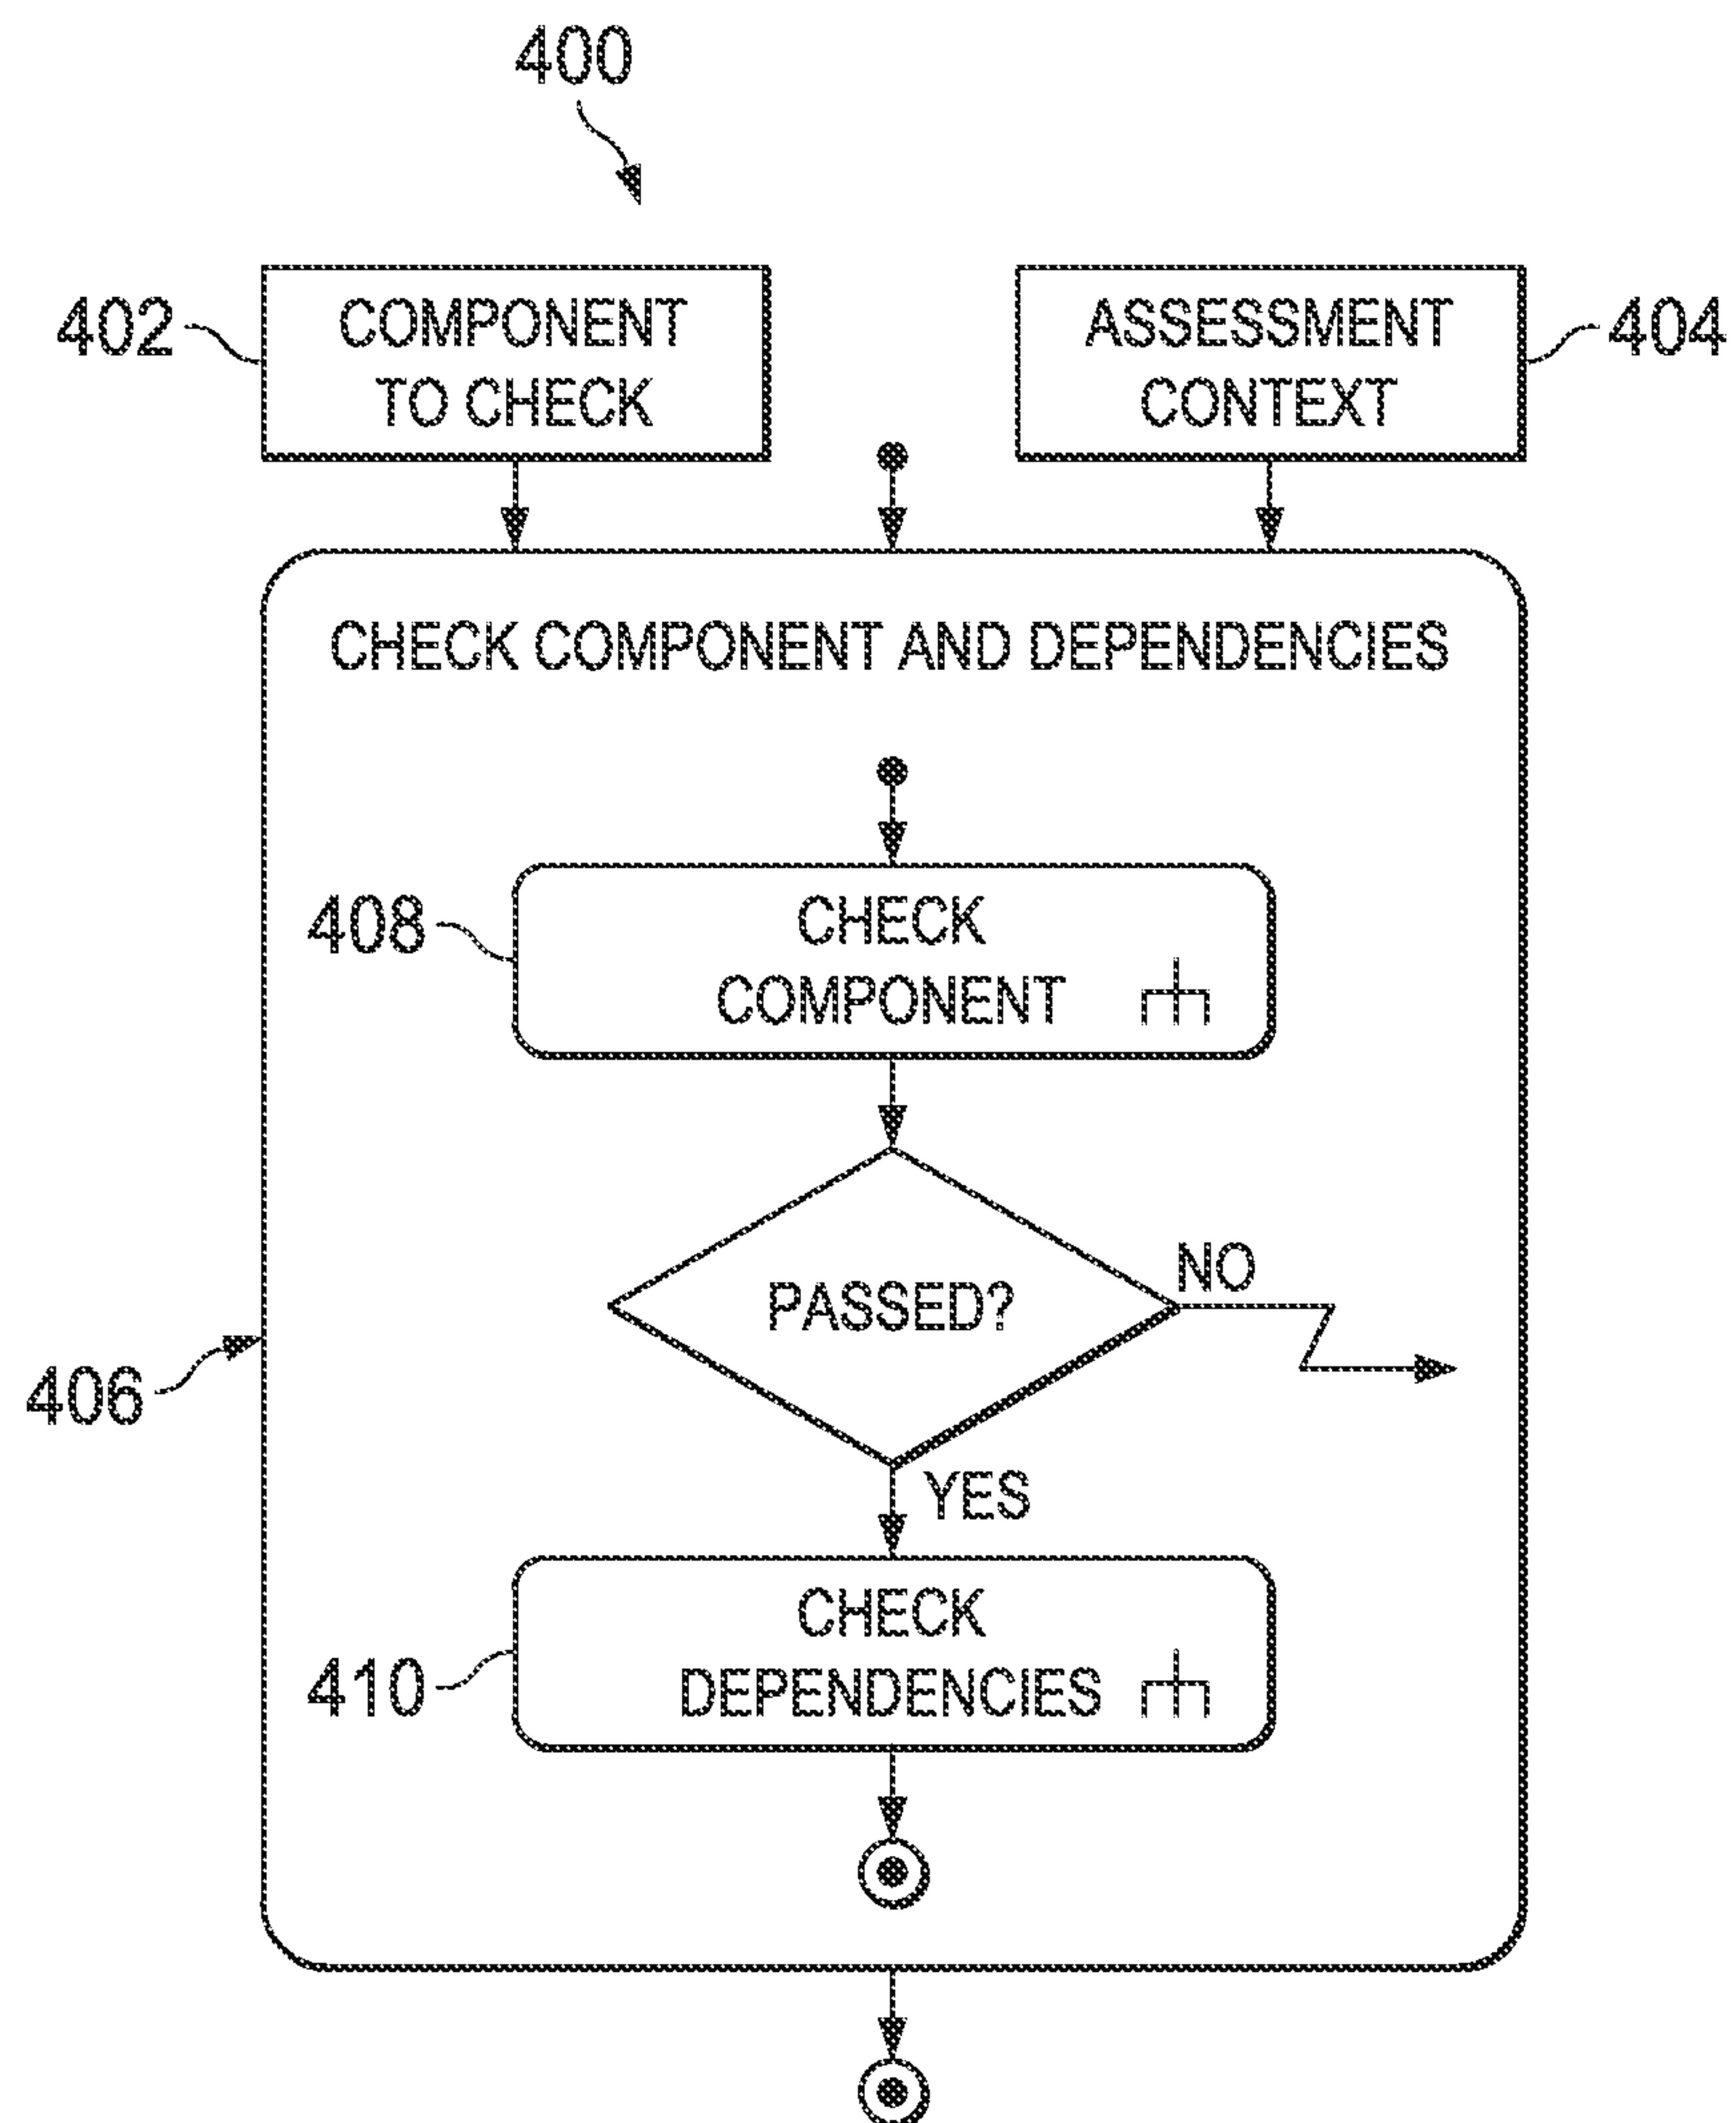 400
402
COMPONENT
TO CHECK
ASSESSMENT
CONTEXT
404
CHECK COMPONENT AND DEPENDENCIES
408
CHECK
COMPONENT
PASSED?
NO
406
YES
410
CHECK
DEPENDENCIES